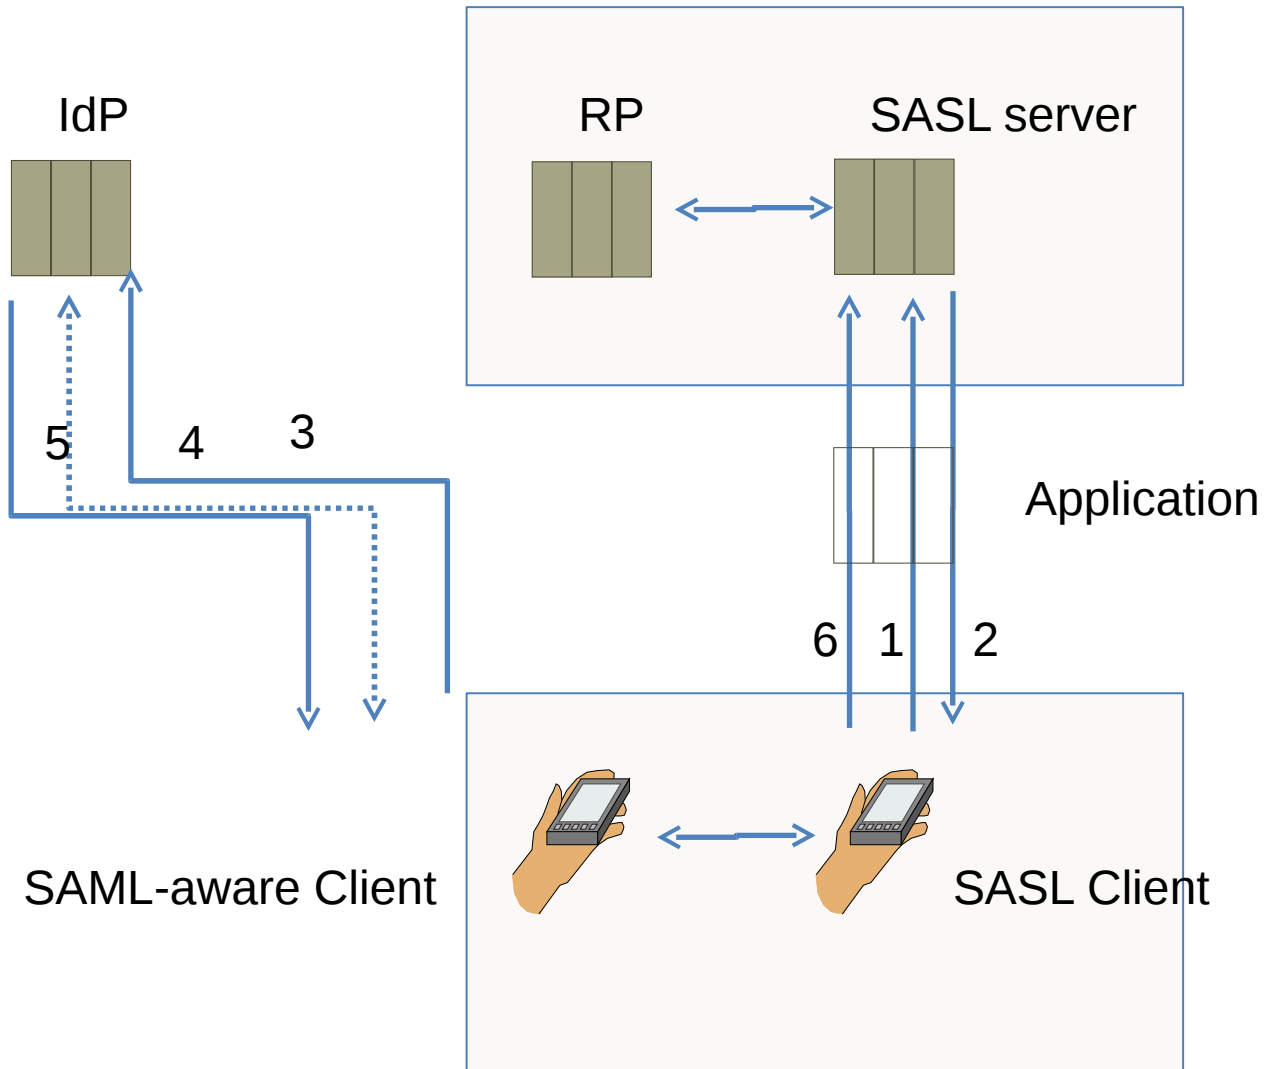 IdP
RP
SASL server
5
4
3
Application
6
1
2
SAML-aware Client
SASL Client